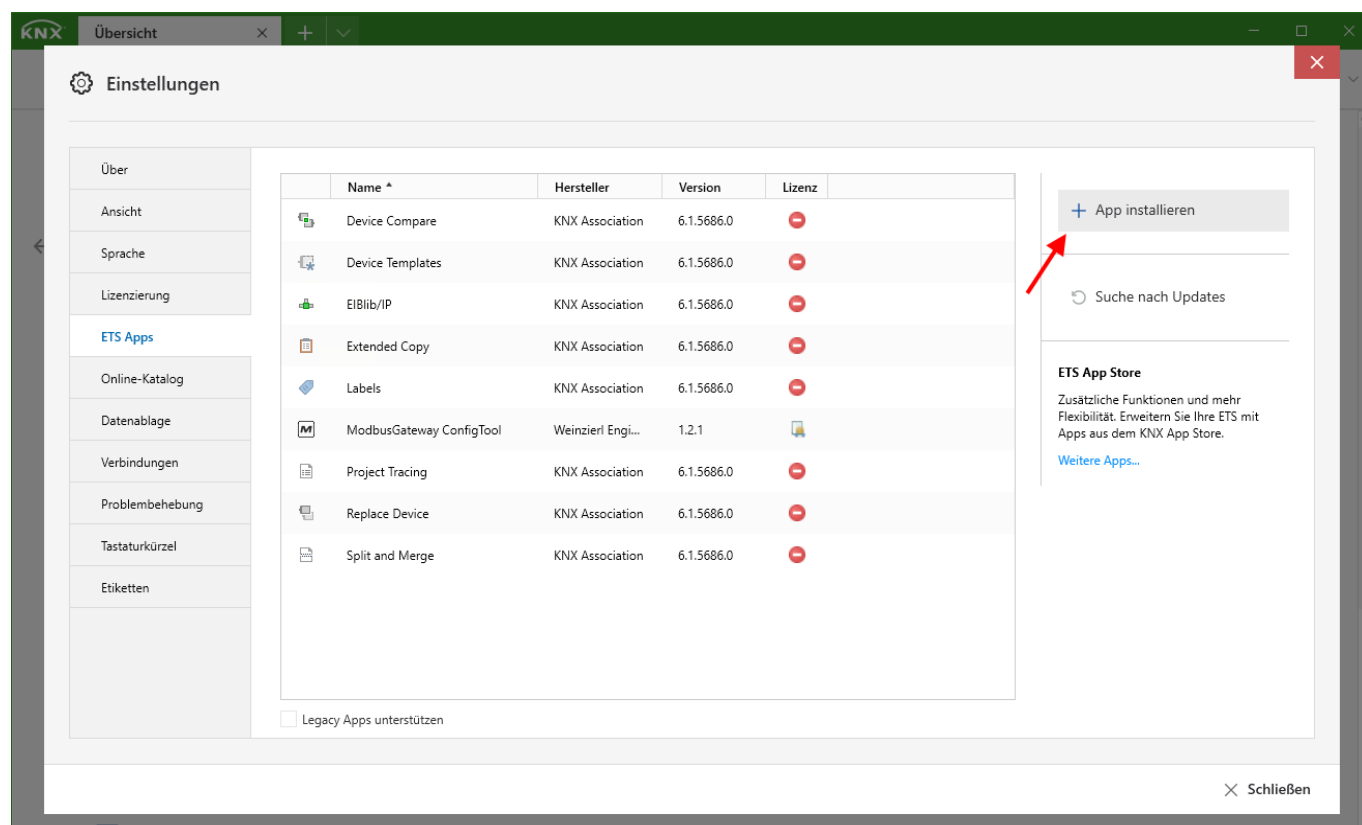 KNX
Übersicht
Einstellungen
Über
Ansicht
Sprache
Lizenzierung
ETS Apps
Online-Katalog
Datenablage
Verbindungen
Problembehebung
Tastaturkürzel
Etiketten
Name Hersteller Version Lizenz
Device Compare KNX Association 6.1.5686.0
Device Templates KNX Association 6.1.5686.0
EIBlib/IP KNX Association 6.1.5686.0
Extended Copy KNX Association 6.1.5686.0
Labels KNX Association 6.1.5686.0
ModbusGateway ConfigTool Weinzierl Engi... 1.2.1
Project Tracing KNX Association 6.1.5686.0
Replace Device KNX Association 6.1.5686.0
Split and Merge KNX Association 6.1.5686.0
Legacy Apps unterstützen
App installieren
Suche nach Updates
ETS App Store
Zusätzliche Funktionen und mehr
Flexibilität. Erweitern Sie Ihre ETS mit
Apps aus dem KNX App Store.
Weitere Apps...
Schließen